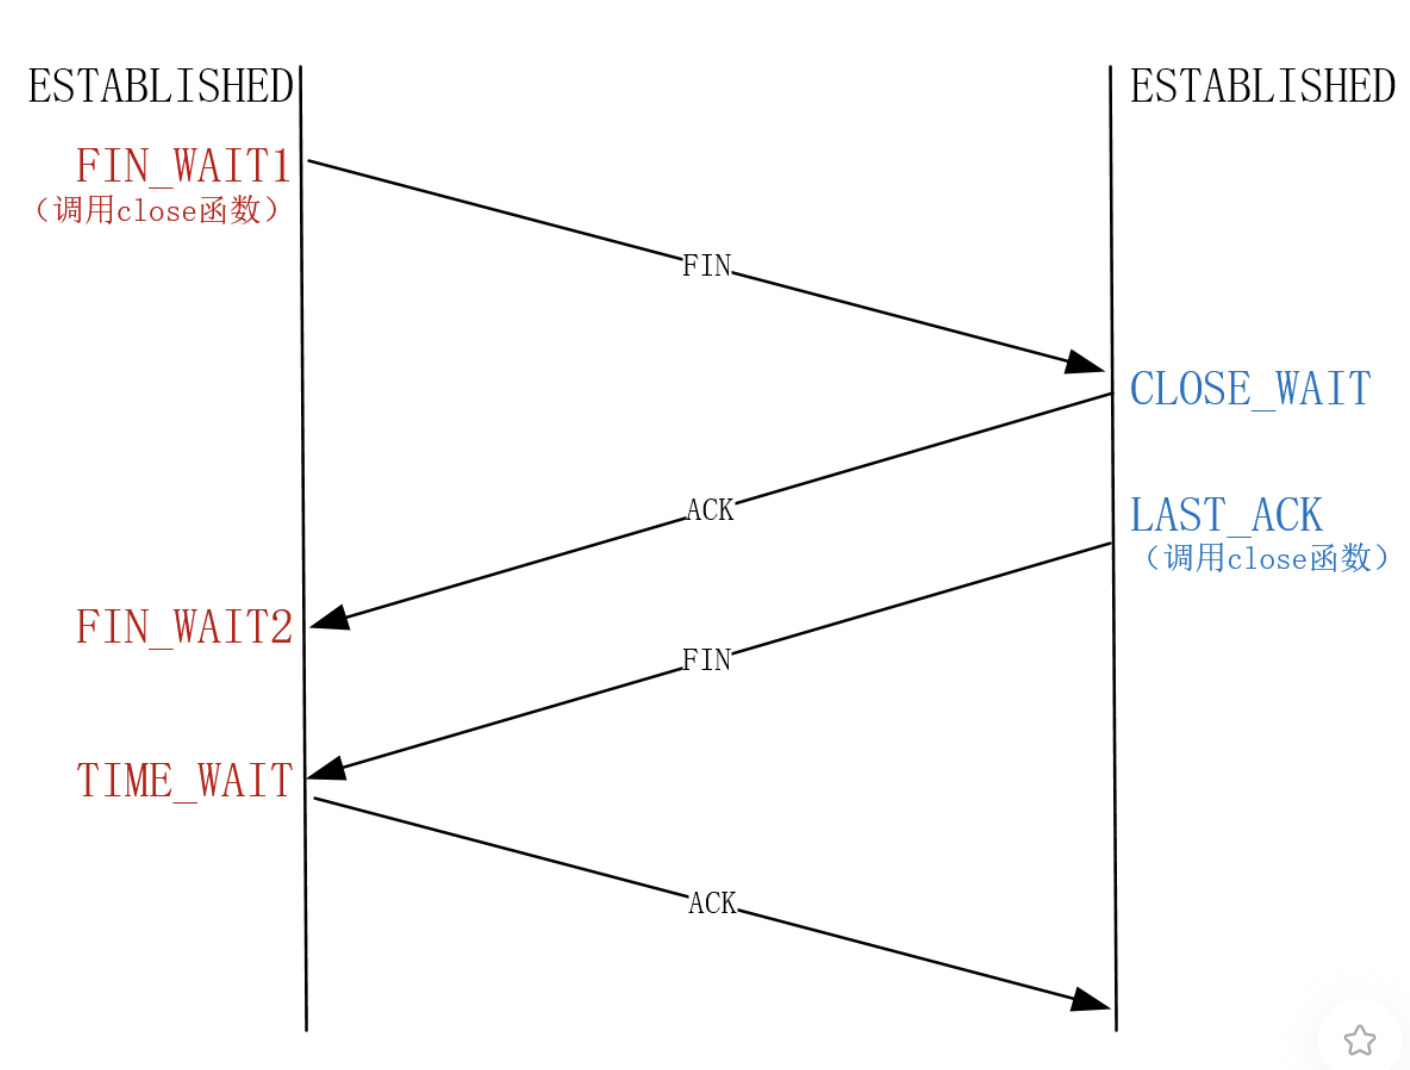 ESTABLISHED
ESTABLISHED
FIN_WAIT1
（调用close函数）
FIN
CLOSE_WAIT
ACK
LAST_ACK
（调用close函数）
FIN_WAIT2
FIN
TIME_WAIT
ACK